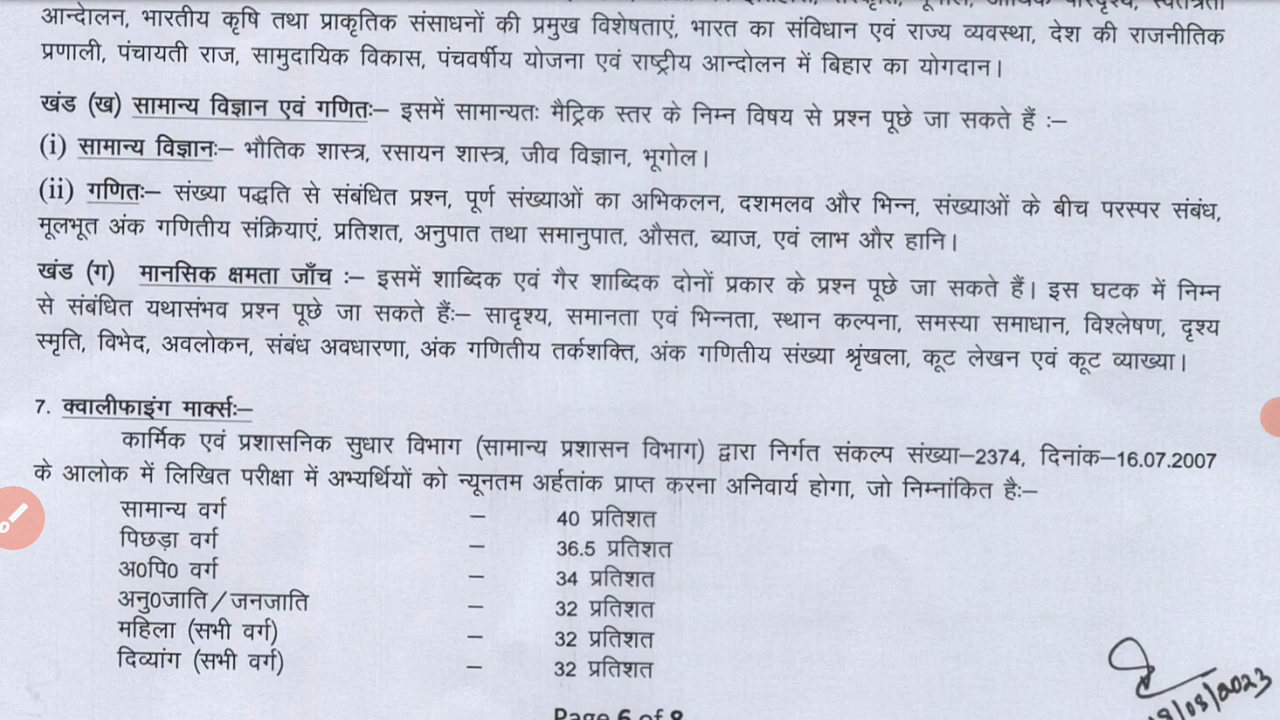 आन्देालन, भारतीय कृषि तथा प्राकृतिक संसाधनों की प्रमुख विशेषताएं, भारत का संविधान एवं राज्य व्यवस्था, देश की राजनीतिक
प्रणाली, पंचायती राज, सामुदायिक विकास, पंचवर्षीय योजना एवं राष्ट्रीय आन्दोलन में बिहार का योगदान।
खंड (ख) सामान्य विज्ञान एवं गणितः– इसमें सामान्यतः मैट्रिक स्तर के निम्न विषय से प्रश्न पूछे जा सकते हैं :–
(i) सामान्य विज्ञानः– भौतिक शास्त्र, रसायन शास्त्र, जीव विज्ञान, भूगोल।
(ii) गणितः– संख्या पद्धति से संबंधित प्रश्न, पूर्ण संख्याओं का अभिकलन, दशमलव और भिन्न, संख्याओं के बीच परस्पर संबंध,
मूलभूत अंक गणितीय संक्रियाएं, प्रतिशत, अनुपात तथा समानुपात, औसत, ब्याज, एवं लाभ और हानि।
खंड (ग) मानसिक क्षमता जाँच :– इसमें शाब्दिक एवं गैर शाब्दिक दोनों प्रकार के प्रश्न पूछे जा सकते हैं। इस घटक में निम्न
से संबंधित यथासंभव प्रश्न पूछे जा सकते हैंः– सादृश्य, समानता एवं भिन्नता, स्थान कल्पना, समस्या समाधान, विश्लेषण, दृश्य
स्मृति, विभेद, अवलोकन, संबंध अवधारणा, अंक गणितीय तर्कशक्ति, अंक गणितीय संख्या श्रृंखला, कूट लेखन एवं कूट व्याख्या।
7. क्वालीफाइंग मार्क्सः–
कार्मिक एवं प्रशासनिक सुधार विभाग (सामान्य प्रशासन विभाग) द्वारा निर्गत संकल्प संख्या–2374, दिनांक–16.07.2007
के आलोक में लिखित परीक्षा में अभ्यर्थियों को न्यूनतम अर्हतांक प्राप्त करना अनिवार्य होगा, जो निम्नांकित हैः–
सामान्य वर्ग – 40 प्रतिशत
पिछड़ा वर्ग – 36.5 प्रतिशत
अ0पि0 वर्ग – 34 प्रतिशत
अनु0जाति/जनजाति – 32 प्रतिशत
महिला (सभी वर्ग) – 32 प्रतिशत
दिव्यांग (सभी वर्ग) – 32 प्रतिशत
Page 6 of 8